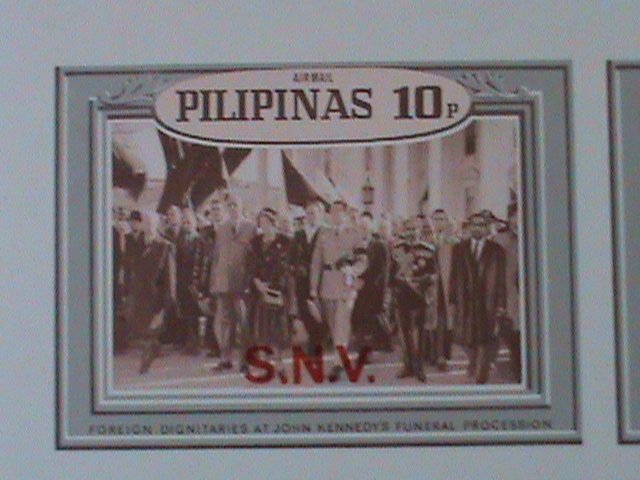 AIRMAIL
PILIPINAS 10P
S.N.V.
FOREIGN DIGNITARIES AT JOHN KENNEDY'S FUNERAL PROCESSION